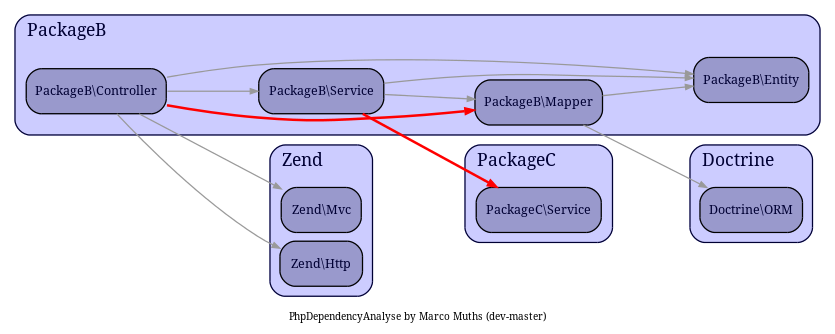 PackageB
PackageB\Controller
PackageB\Service
PackageB\Mapper
PackageB\Entity
Zend
Zend\Mvc
Zend\Http
PackageC
PackageC\Service
Doctrine
Doctrine\ORM
PhpDependencyAnalyse by Marco Muths (dev-master)